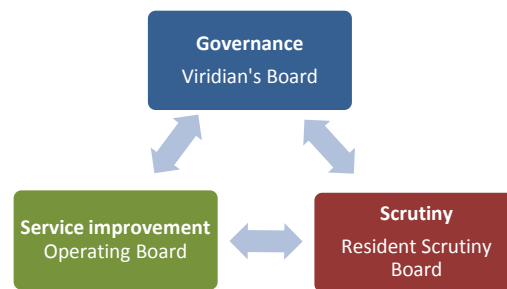 Governance
Viridian's Board
Service improvement
Operating Board
Scrutiny
Resident Scrutiny
Board